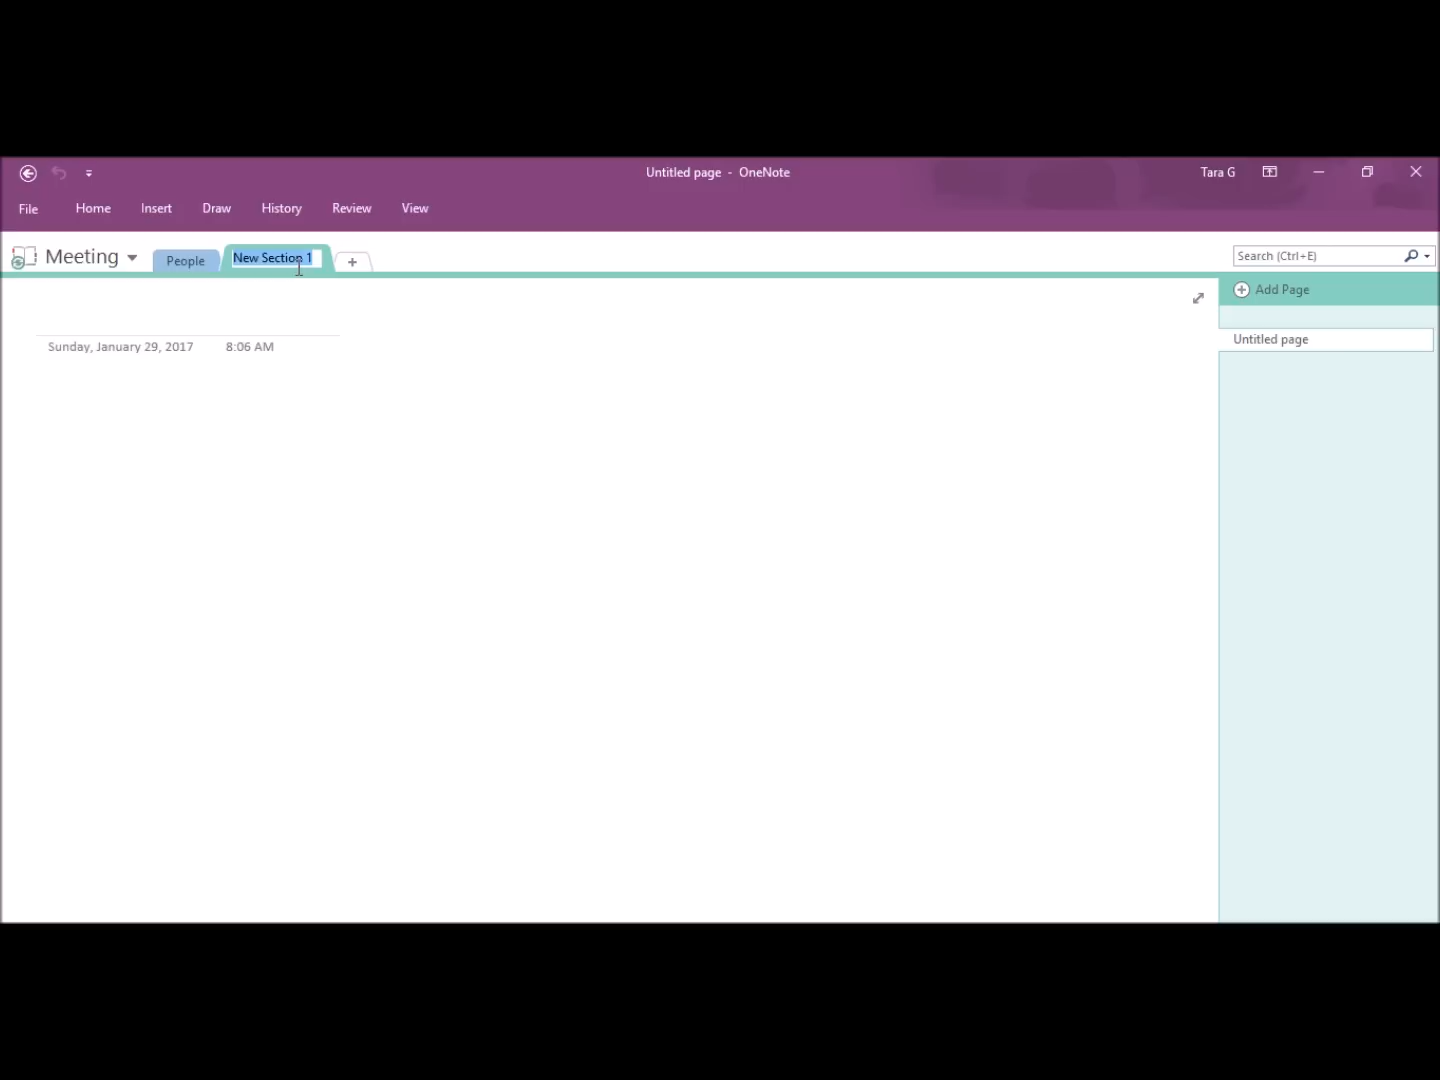 Untitled page - OneNote
Tara G
File Home Insert Draw History Review View
Meeting People New Section 1 +
Search (Ctrl+E)
Add Page
Sunday, January 29, 2017 8:06 AM
Untitled page